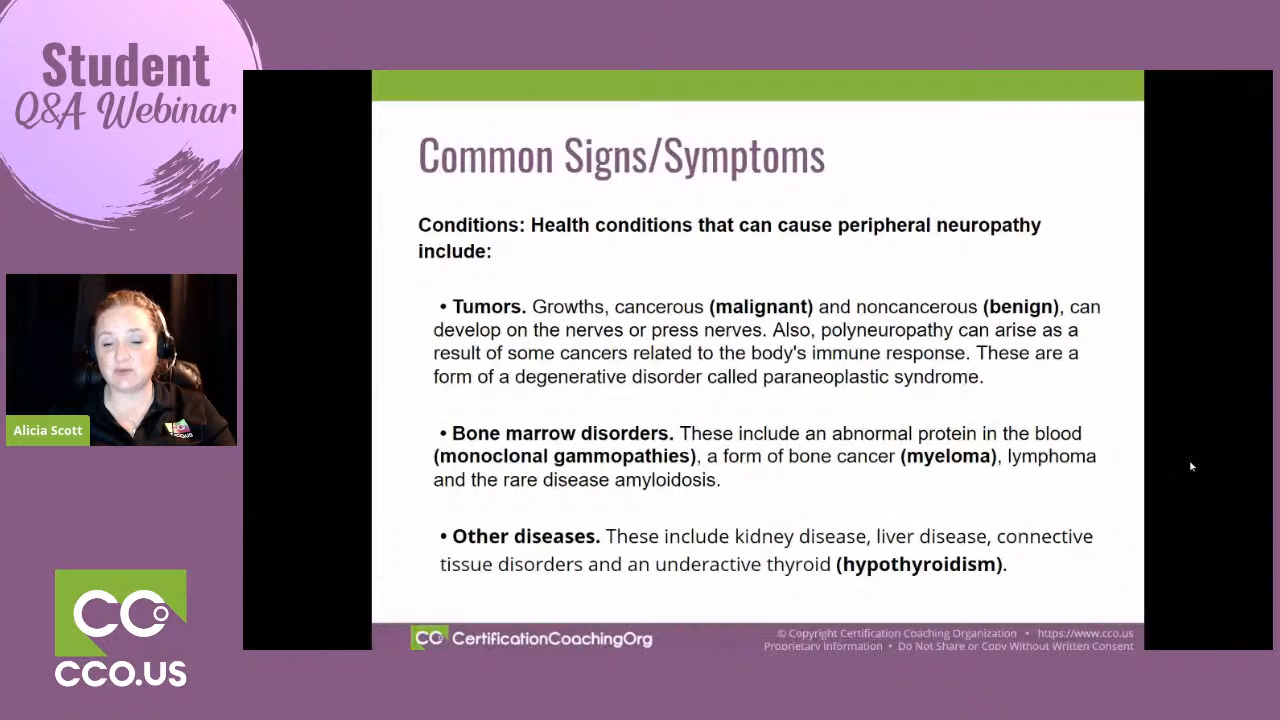 Student
Q&A Webinar
Common Signs/Symptoms
Conditions: Health conditions that can cause peripheral neuropathy
include:
• Tumors. Growths, cancerous (malignant) and noncancerous (benign), can
develop on the nerves or press nerves. Also, polyneuropathy can arise as a
result of some cancers related to the body's immune response. These are a
form of a degenerative disorder called paraneoplastic syndrome.
• Bone marrow disorders. These include an abnormal protein in the blood
(monoclonal gammopathies), a form of bone cancer (myeloma), lymphoma
and the rare disease amyloidosis.
• Other diseases. These include kidney disease, liver disease, connective
tissue disorders and an underactive thyroid (hypothyroidism).
Alicia Scott
CCO.US
CCO
CCO.US
CCO CertificationCoachingOrg
© Copyright Certification Coaching Organization • https://www.cco.us
Proprietary Information • Do Not Share or Copy Without Written Consent